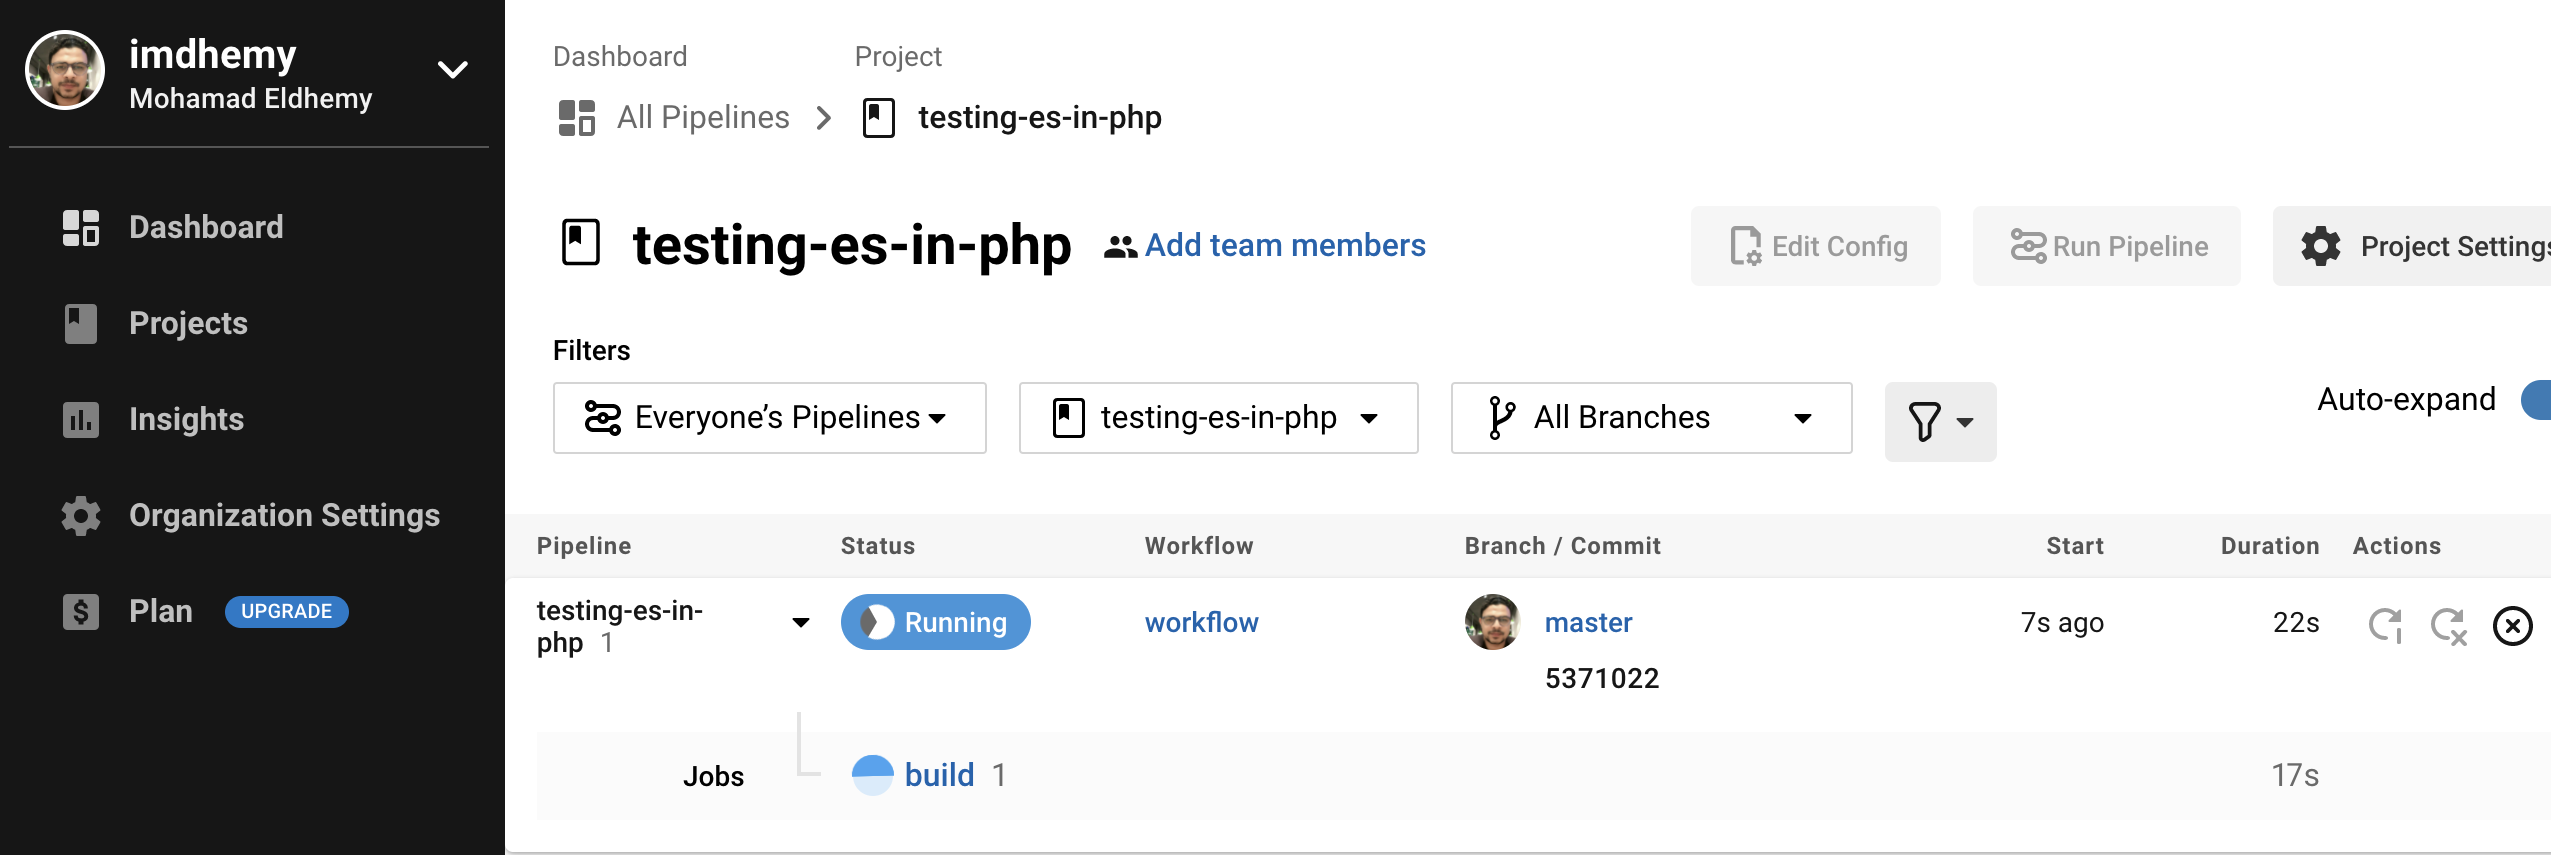 imdhemy
Mohamad Eldhemy
Dashboard
Projects
Insights
Organization Settings
Plan UPGRADE
Dashboard Project
All Pipelines testing-es-in-php
testing-es-in-php Add team members
Edit Config Run Pipeline Project Settings
Filters
Everyone’s Pipelines testing-es-in-php All Branches Auto-expand
Pipeline Status Workflow Branch / Commit Start Duration Actions
testing-es-in-
php 1
Running workflow master 7s ago 22s
5371022
Jobs build 1 17s